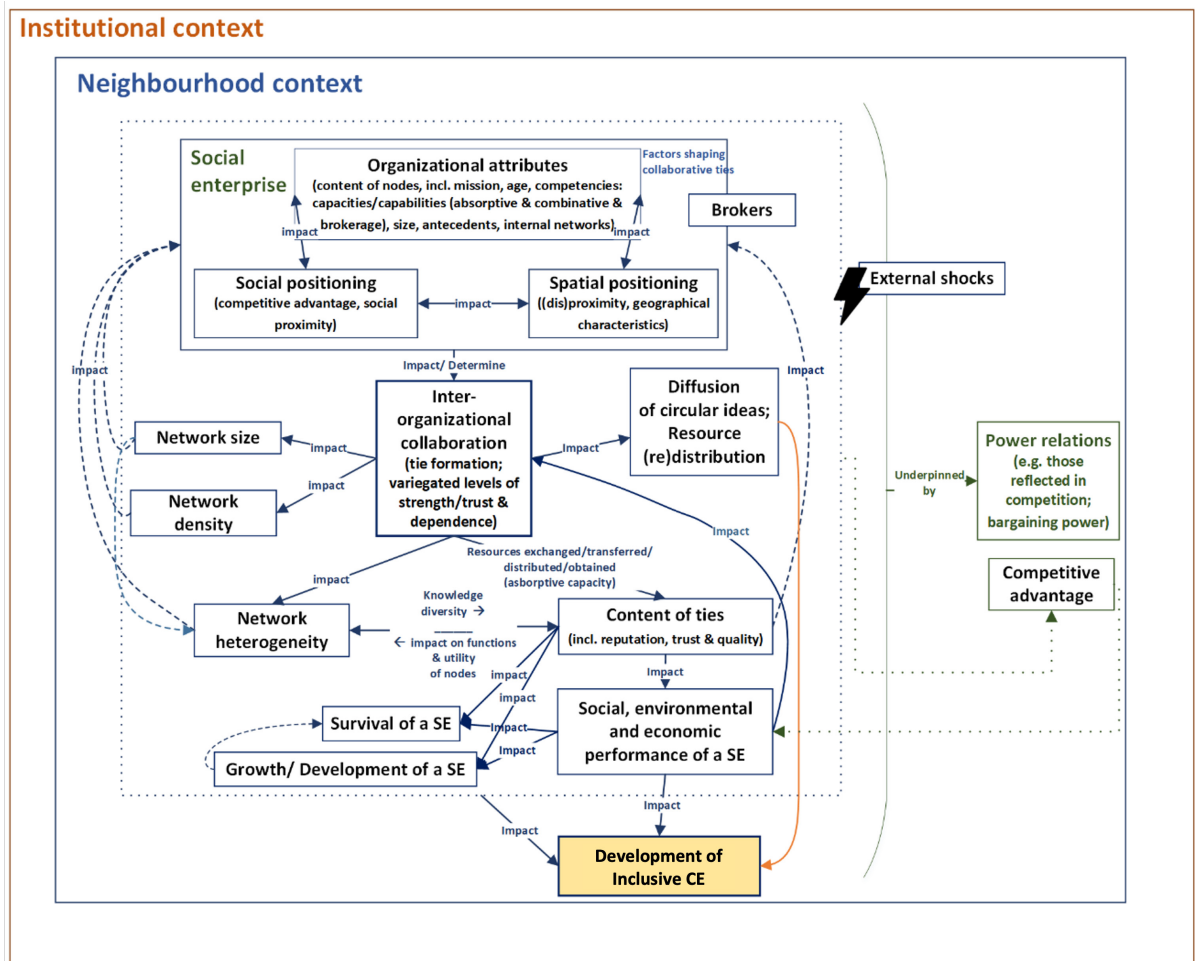 Institutional context
Neighbourhood context
Social
enterprise
Organizational attributes
(content of nodes, incl. mission, age, competencies:
capacities/capabilities (absorptive & combinative &
brokerage), size, antecedents, internal networks)
Factors shaping
collaborative ties
Brokers
impact
impact
Social positioning
(competitive advantage, social
proximity)
impact
Spatial positioning
((dis)proximity, geographical
characteristics)
External shocks
Impact/ Determine
impact
Impact
Inter-
organizational
collaboration
(tie formation;
variegated levels of
strength/trust &
dependence)
Diffusion
of circular ideas;
Resource
(re)distribution
Impact
Network size
impact
Network
density
impact
Power relations
(e.g. those
reflected in
competition;
bargaining power)
Underpinned
by
Impact
Resources exchanged/transferred/
distributed/obtained
(asborptive capacity)
impact
Competitive
advantage
Network
heterogeneity
Knowledge
diversity →
← impact on functions
& utility
of nodes
Content of ties
(incl. reputation, trust & quality)
impact
impact
Impact
Survival of a SE
Impact
Impact
Social, environmental
and economic
performance of a SE
Growth/ Development of a SE
Impact
Impact
Development of
Inclusive CE